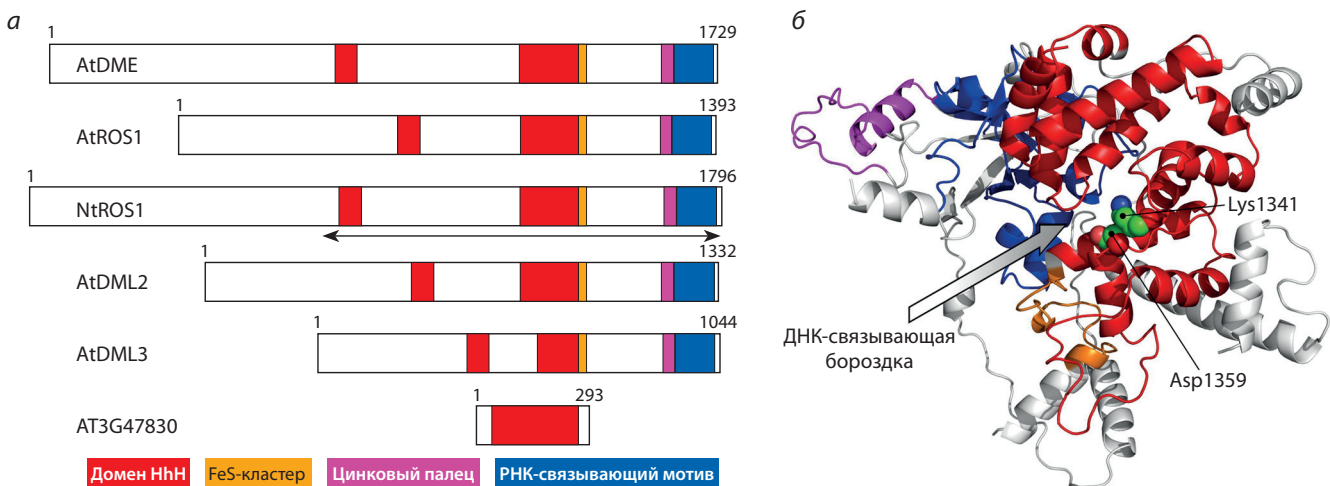 а
1 1729
AtDME
1 1393
AtROS1
1 1796
NtROS1
1 1332
AtDML2
1 1044
AtDML3
1 293
AT3G47830
Домен HhH FeS-кластер Цинковый палец РНК-связывающий мотив
б
Lys1341
ДНК-связывающая
бороздка
Asp1359